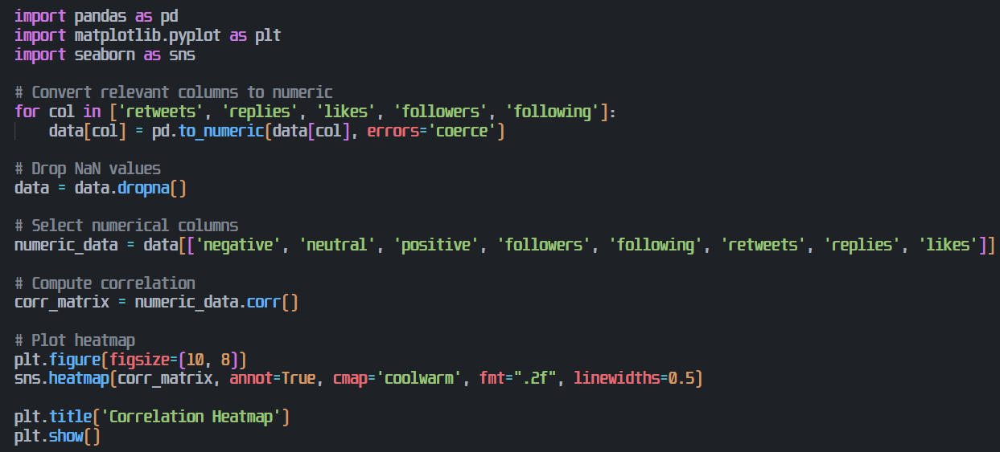 import pandas as pd
import matplotlib.pyplot as plt
import seaborn as sns
# Convert relevant columns to numeric
for col in ['retweets', 'replies', 'likes', 'followers', 'following']:
    data[col] = pd.to_numeric(data[col], errors='coerce')
# Drop NaN values
data = data.dropna()
# Select numerical columns
numeric_data = data[['negative', 'neutral', 'positive', 'followers', 'following', 'retweets', 'replies', 'likes']]
# Compute correlation
corr_matrix = numeric_data.corr()
# Plot heatmap
plt.figure(figsize=(10, 8))
sns.heatmap(corr_matrix, annot=True, cmap='coolwarm', fmt=".2f", linewidths=0.5)
plt.title('Correlation Heatmap')
plt.show()